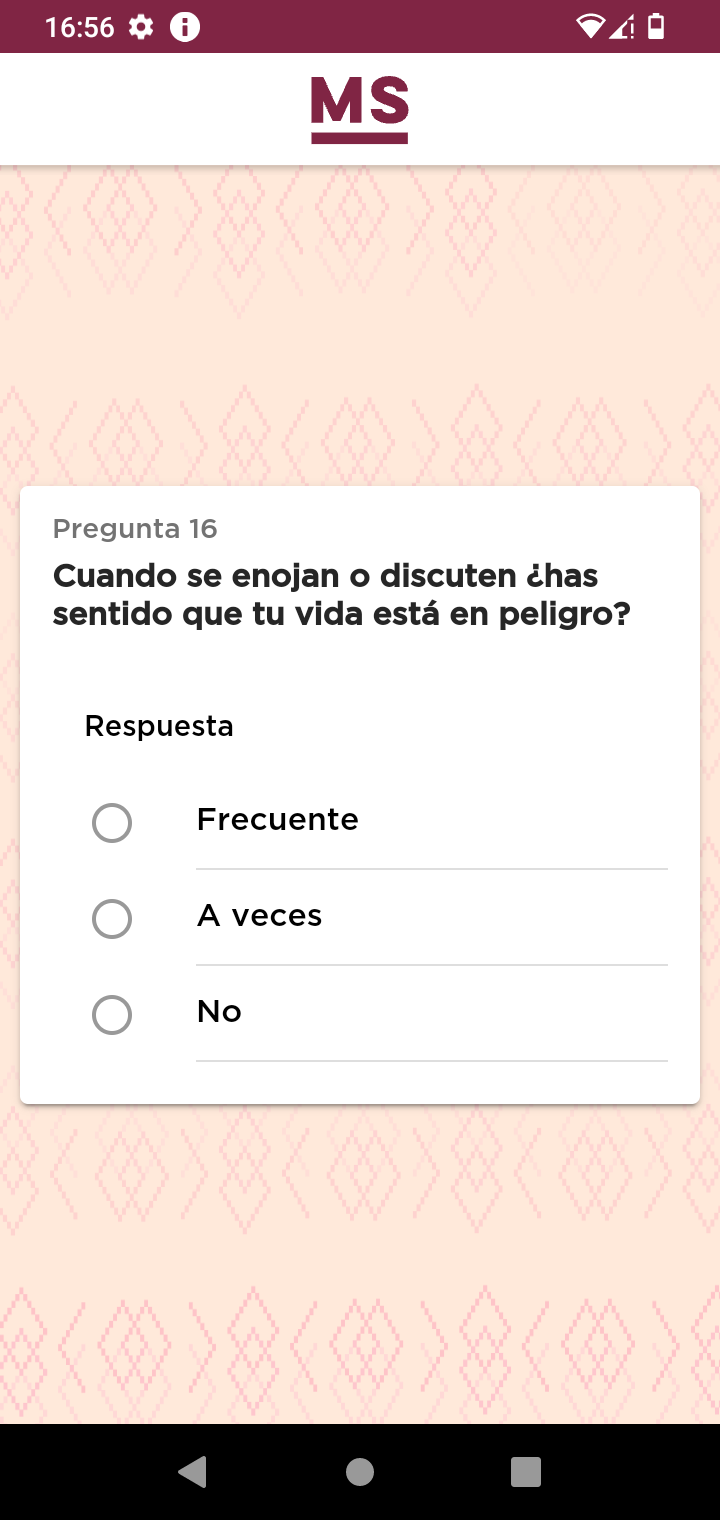 16:56
MS
Pregunta 16
Cuando se enojan o discuten ¿has
sentido que tu vida está en peligro?
Respuesta
Frecuente
A veces
No